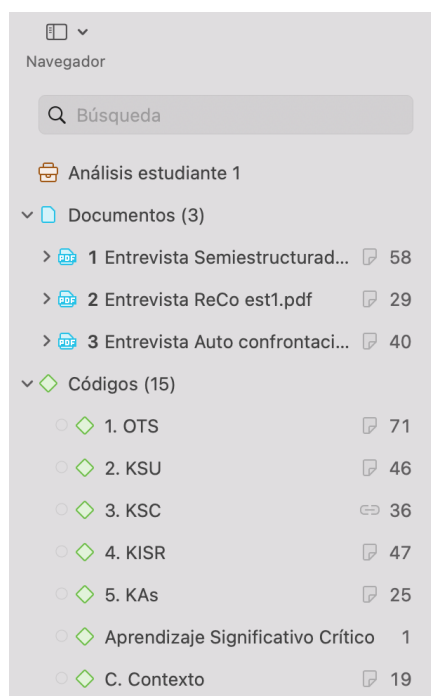 Navegador
Búsqueda
Análisis estudiante 1
Documentos (3)
1 Entrevista Semiestructurad... 58
2 Entrevista ReCo est1.pdf 29
3 Entrevista Auto confrontaci... 40
Códigos (15)
1. OTS 71
2. KSU 46
3. KSC 36
4. KISR 47
5. KAs 25
Aprendizaje Significativo Crítico 1
C. Contexto 19